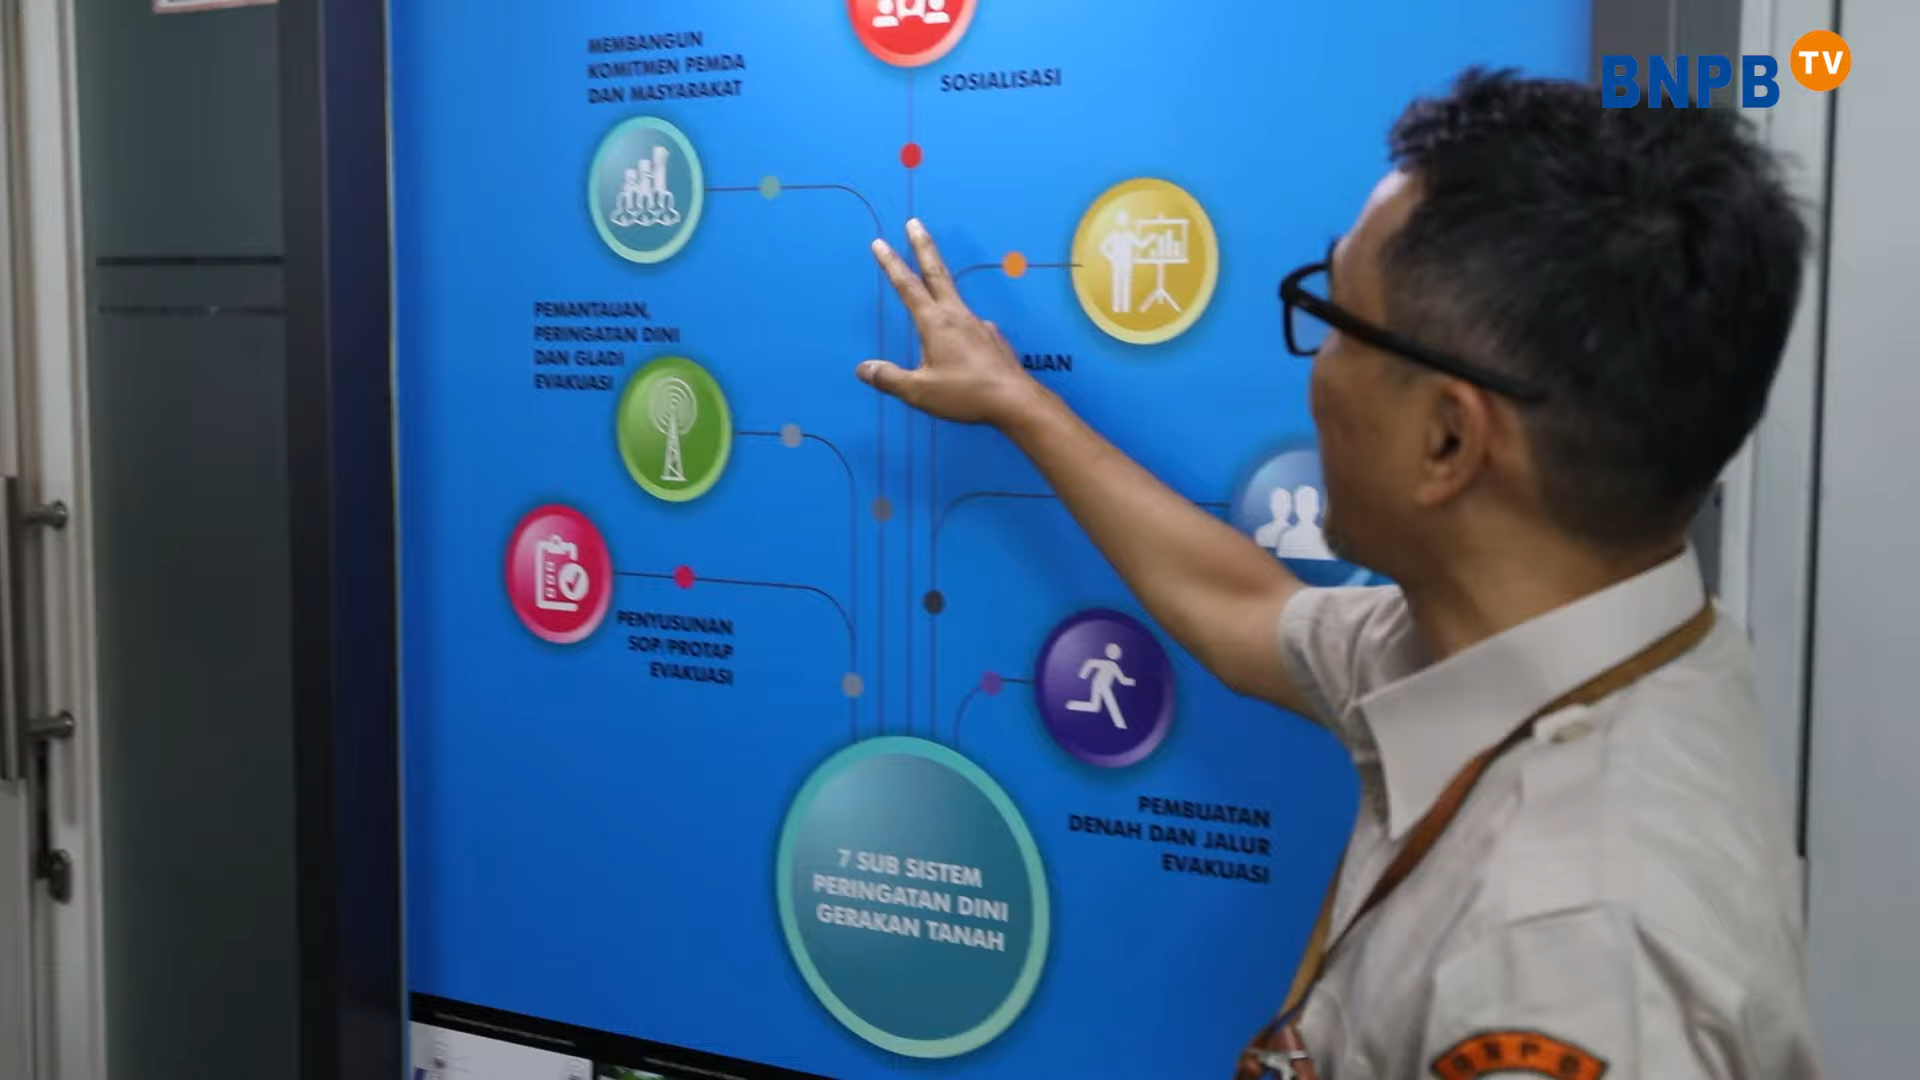 BNPB TV
MEMBANGUN
KOMITMEN PEMDA
DAN MASYARAKAT
SOSIALISASI
PEMANTAUAN,
PERINGATAN DINI
DAN GLADI
EVAKUASI
AIAN
PENYUSUNAN
SOP/PROTAP
EVAKUASI
PEMBUATAN
DENAH DAN JALUR
EVAKUASI
7 SUB SISTEM
PERINGATAN DINI
GERAKAN TANAH
BNPB